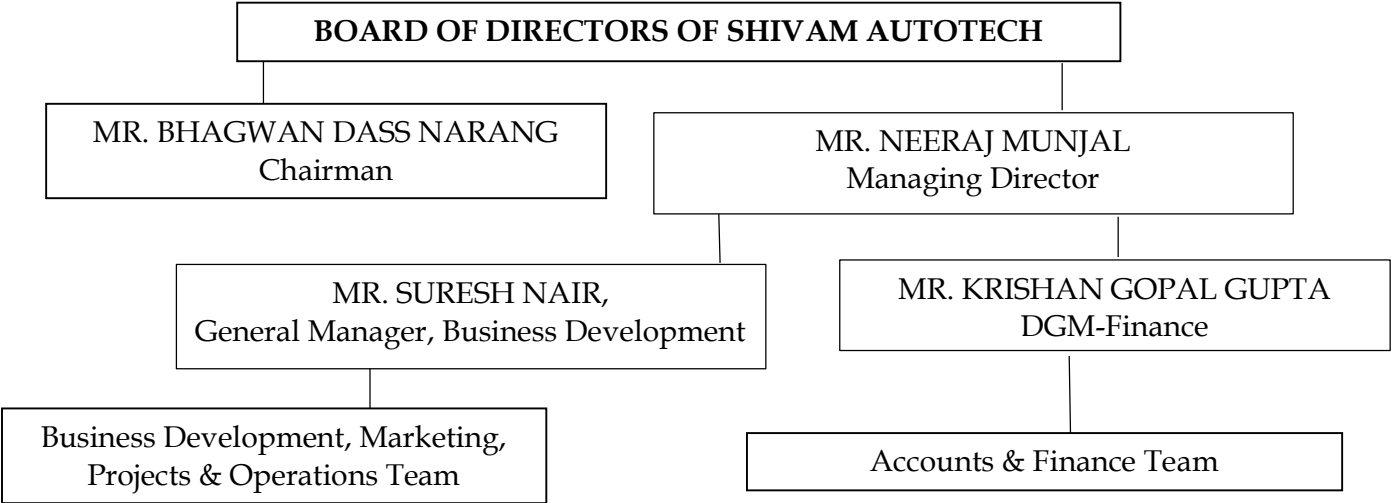 BOARD OF DIRECTORS OF SHIVAM AUTOTECH
MR. BHAGWAN DASS NARANG
Chairman
MR. NEERAJ MUNJAL
Managing Director
MR. SURESH NAIR,
General Manager, Business Development
MR. KRISHAN GOPAL GUPTA
DGM-Finance
Business Development, Marketing,
Projects & Operations Team
Accounts & Finance Team